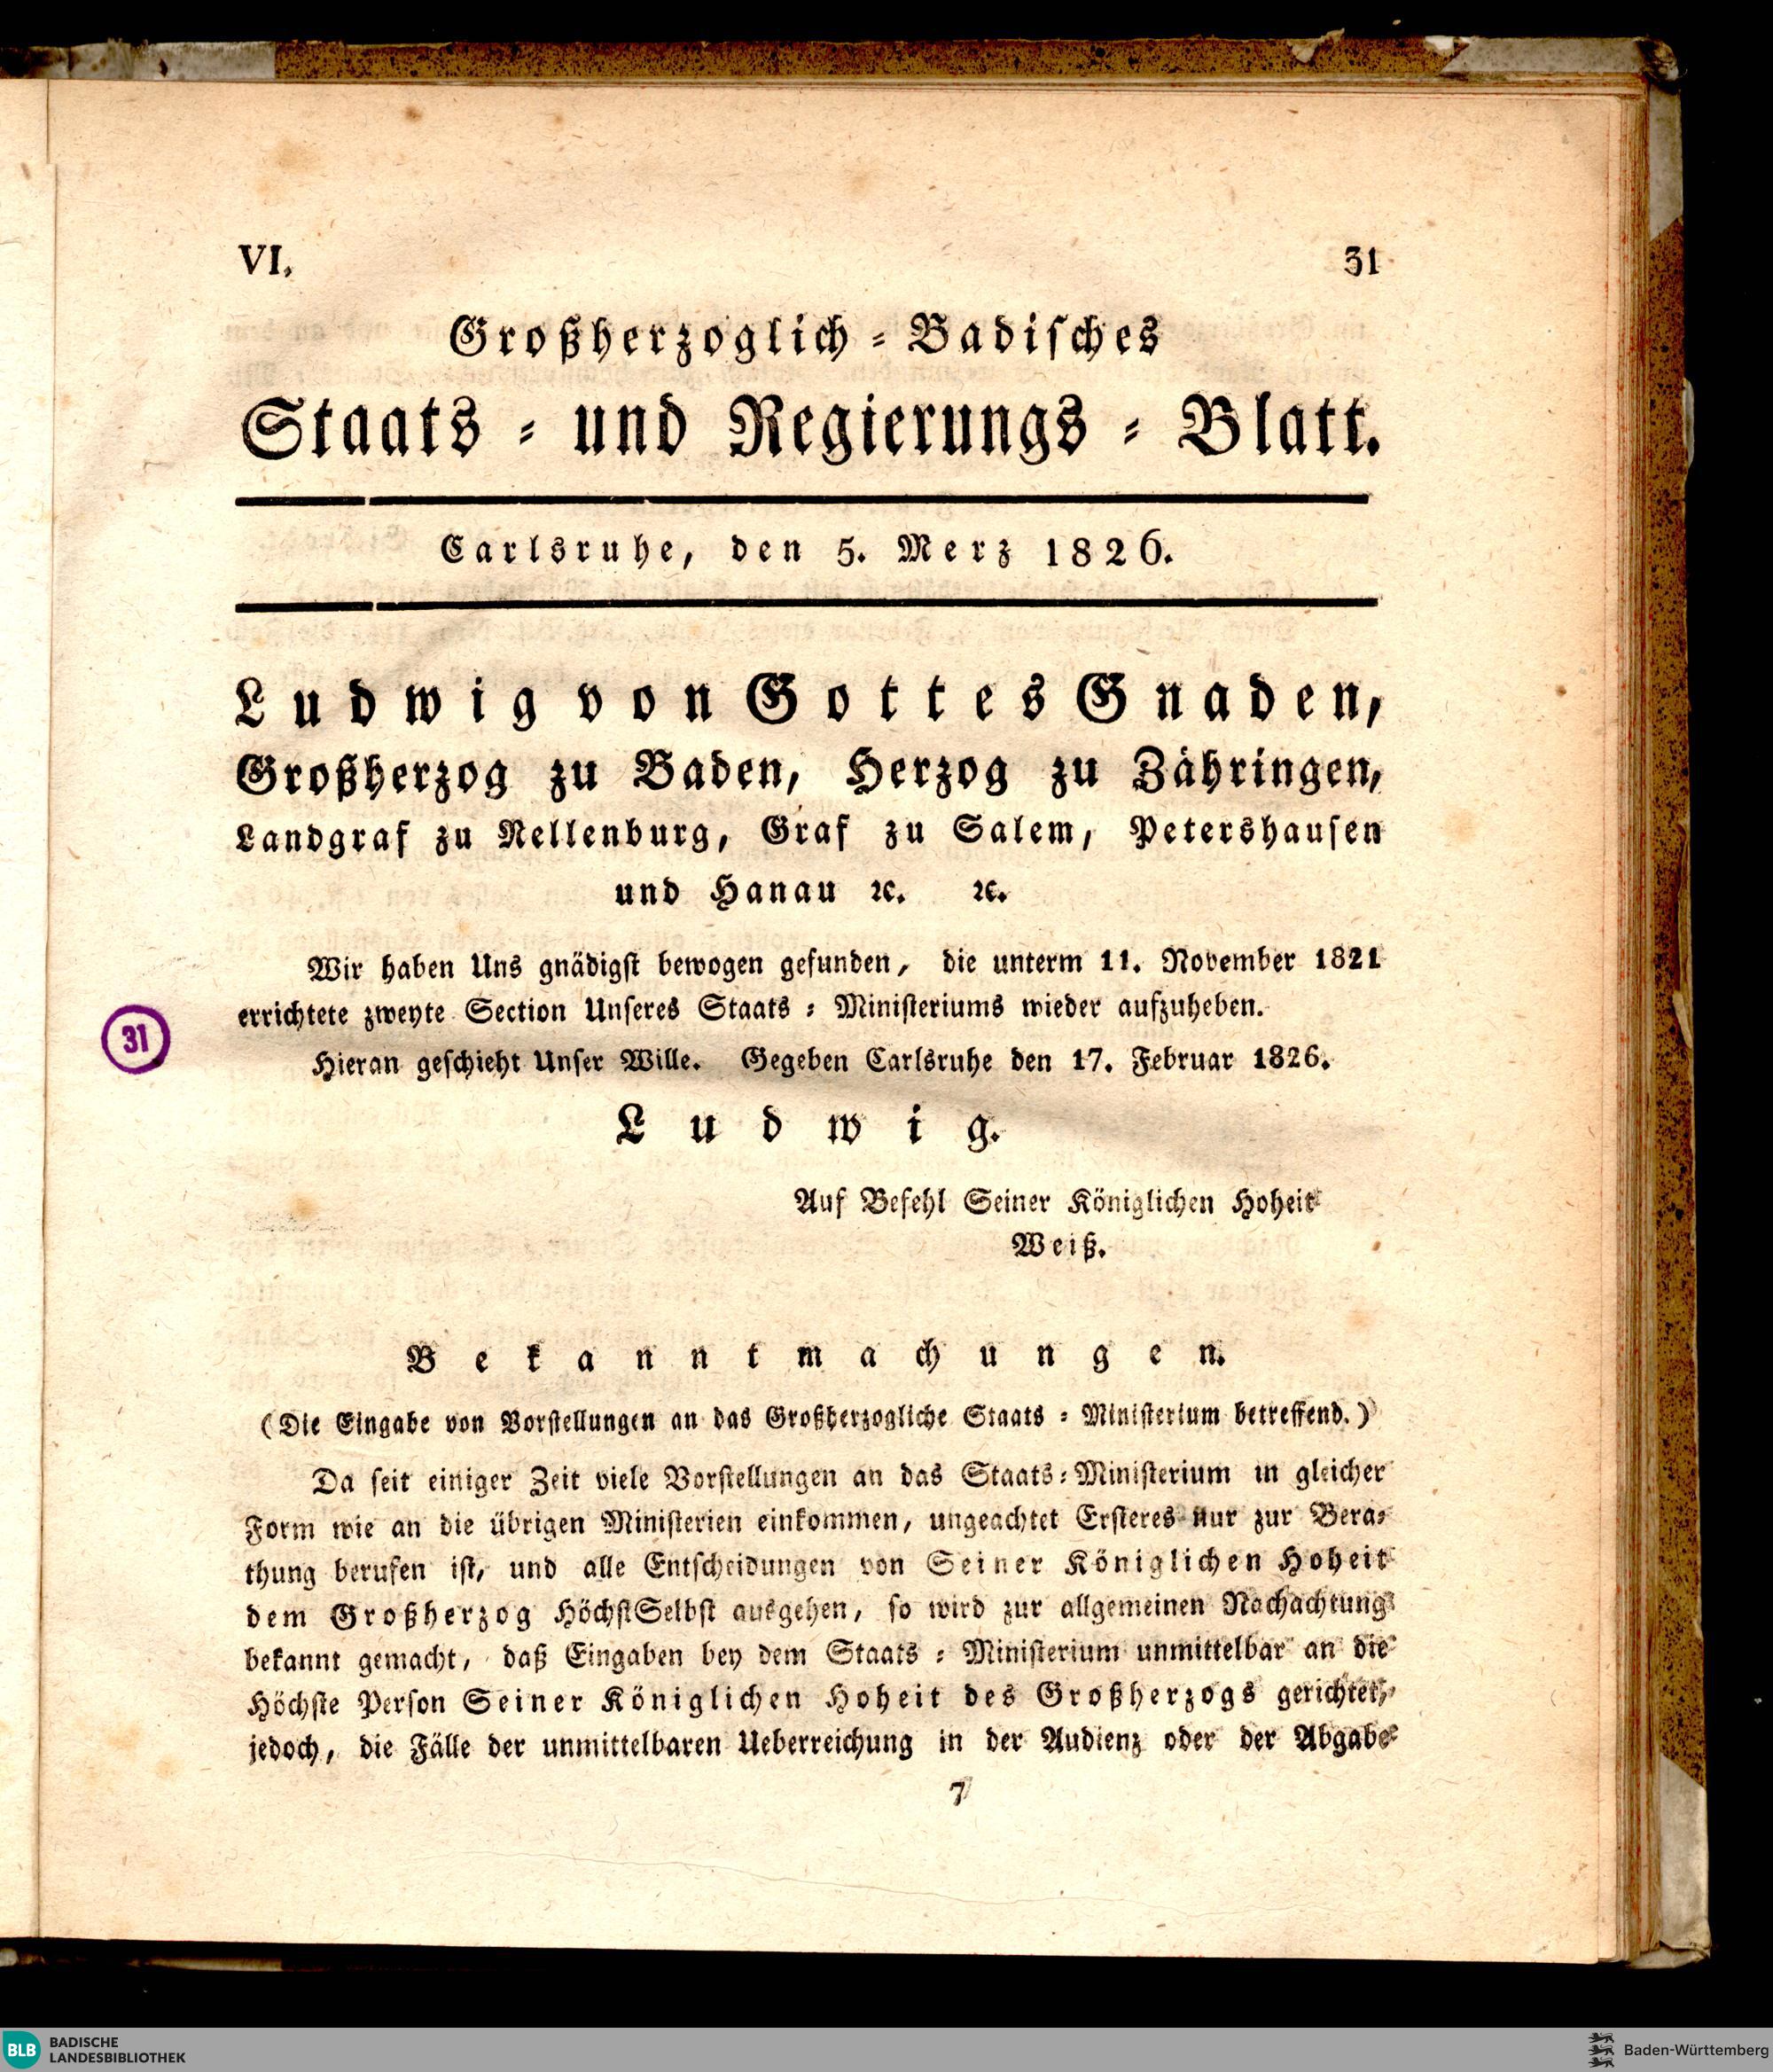 VI. 31
Großherzoglich-Badisches
Staats- und Regierungs-Blatt.
Carlsruhe, den 5. Merz 1826.
Ludwig von Gottes Gnaden,
Großherzog zu Baden, Herzog zu Zähringen,
Landgraf zu Nellenburg, Graf zu Salem, Petershausen
und Hanau ꝛc. ꝛc.
Wir haben Uns gnädigst bewogen gefunden, die unterm 11. November 1821
errichtete zweyte Section Unseres Staats-Ministeriums wieder aufzuheben.
31
Hieran geschieht Unser Wille. Gegeben Carlsruhe den 17. Februar 1826.
Ludwig.
Auf Befehl Seiner Königlichen Hoheit
Weiß.
Bekanntmachungen.
(Die Eingabe von Vorstellungen an das Großherzogliche Staats-Ministerium betreffend.)
Da seit einiger Zeit viele Vorstellungen an das Staats-Ministerium in gleicher
Form wie an die übrigen Ministerien einkommen, ungeachtet Ersteres nur zur Bera-
thung berufen ist, und alle Entscheidungen von Seiner Königlichen Hoheit
dem Großherzog HöchstSelbst ausgehen, so wird zur allgemeinen Nachachtung
bekannt gemacht, daß Eingaben bey dem Staats-Ministerium unmittelbar an die
Höchste Person Seiner Königlichen Hoheit des Großherzogs gerichtet,
jedoch, die Fälle der unmittelbaren Ueberreichung in der Audienz oder der Abgabe
7
BLB BADISCHE
LANDESBIBLIOTHEK
Baden-Württemberg